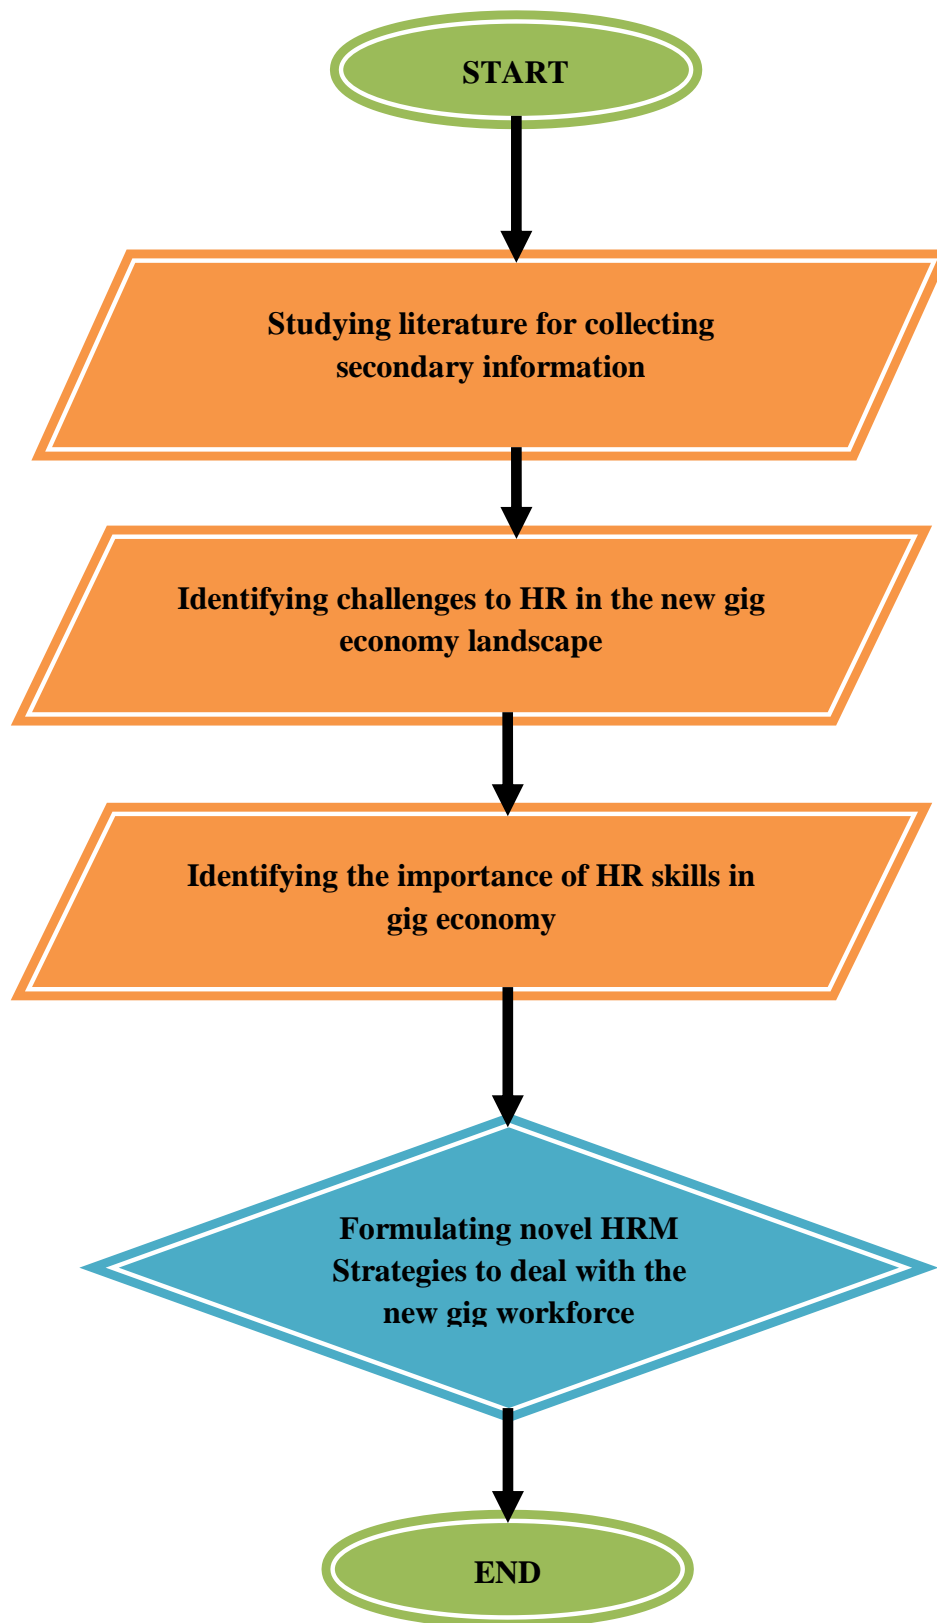 START
Studying literature for collecting
secondary information
Identifying challenges to HR in the new gig
economy landscape
Identifying the importance of HR skills in
gig economy
Formulating novel HRM
Strategies to deal with the
new gig workforce
END